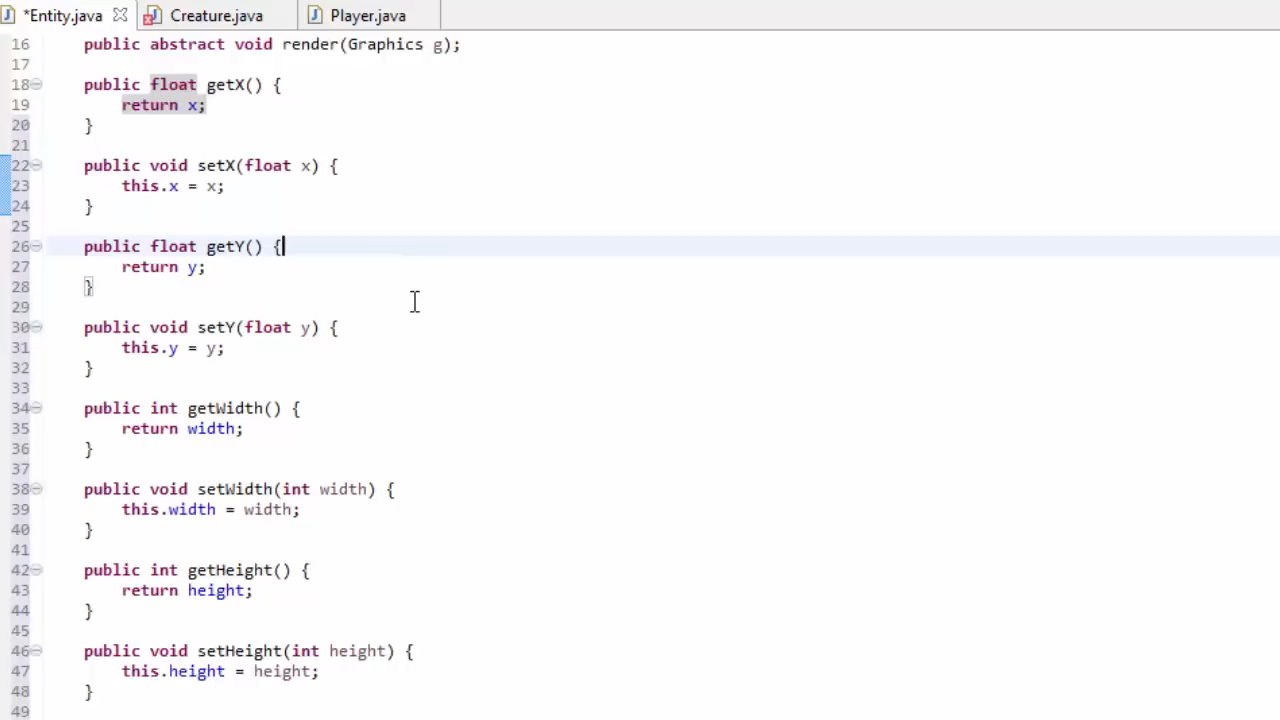 *Entity.java Creature.java Player.java
16 public abstract void render(Graphics g);
17
18 public float getX() {
19 return x;
20 }
21
22 public void setX(float x) {
23 this.x = x;
24 }
25
26 public float getY() {
27 return y;
28 }
29
30 public void setY(float y) {
31 this.y = y;
32 }
33
34 public int getWidth() {
35 return width;
36 }
37
38 public void setWidth(int width) {
39 this.width = width;
40 }
41
42 public int getHeight() {
43 return height;
44 }
45
46 public void setHeight(int height) {
47 this.height = height;
48 }
49